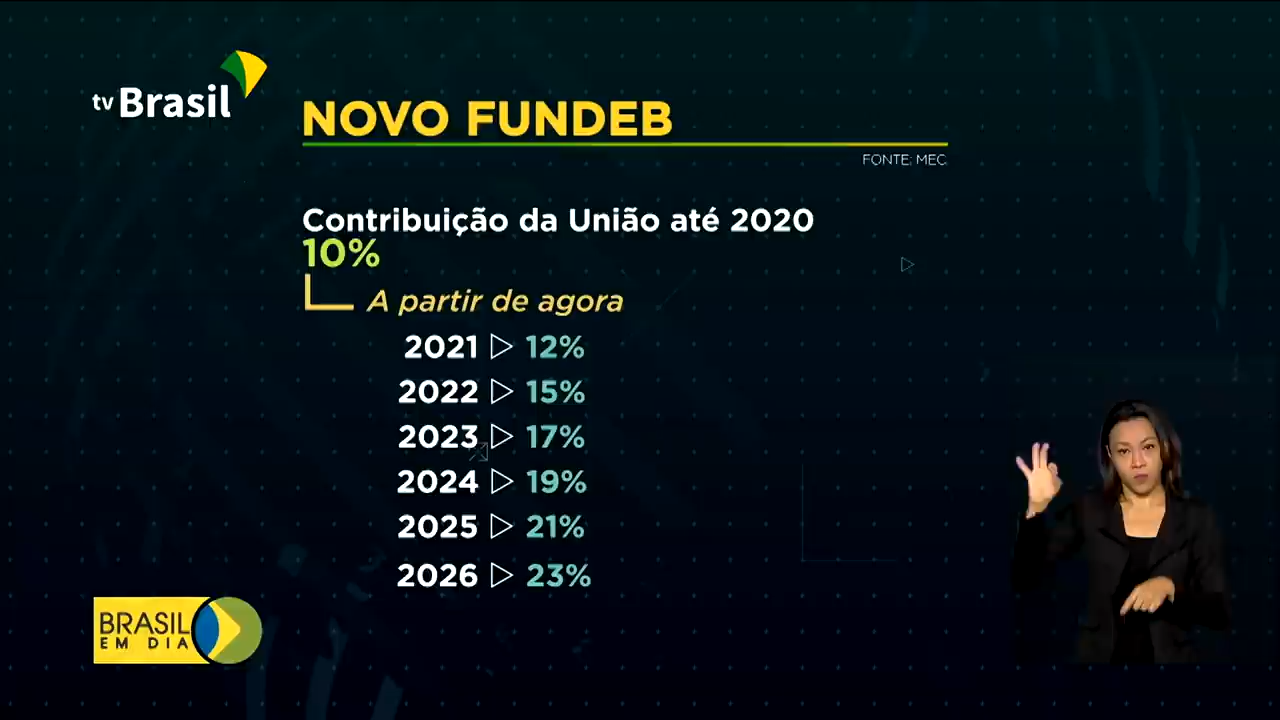 tv Brasil
NOVO FUNDEB
FONTE: MEC
Contribuição da União até 2020
10%
A partir de agora
2021 ▷ 12%
2022 ▷ 15%
2023 ▷ 17%
2024 ▷ 19%
2025 ▷ 21%
2026 ▷ 23%
BRASIL
EM DIA